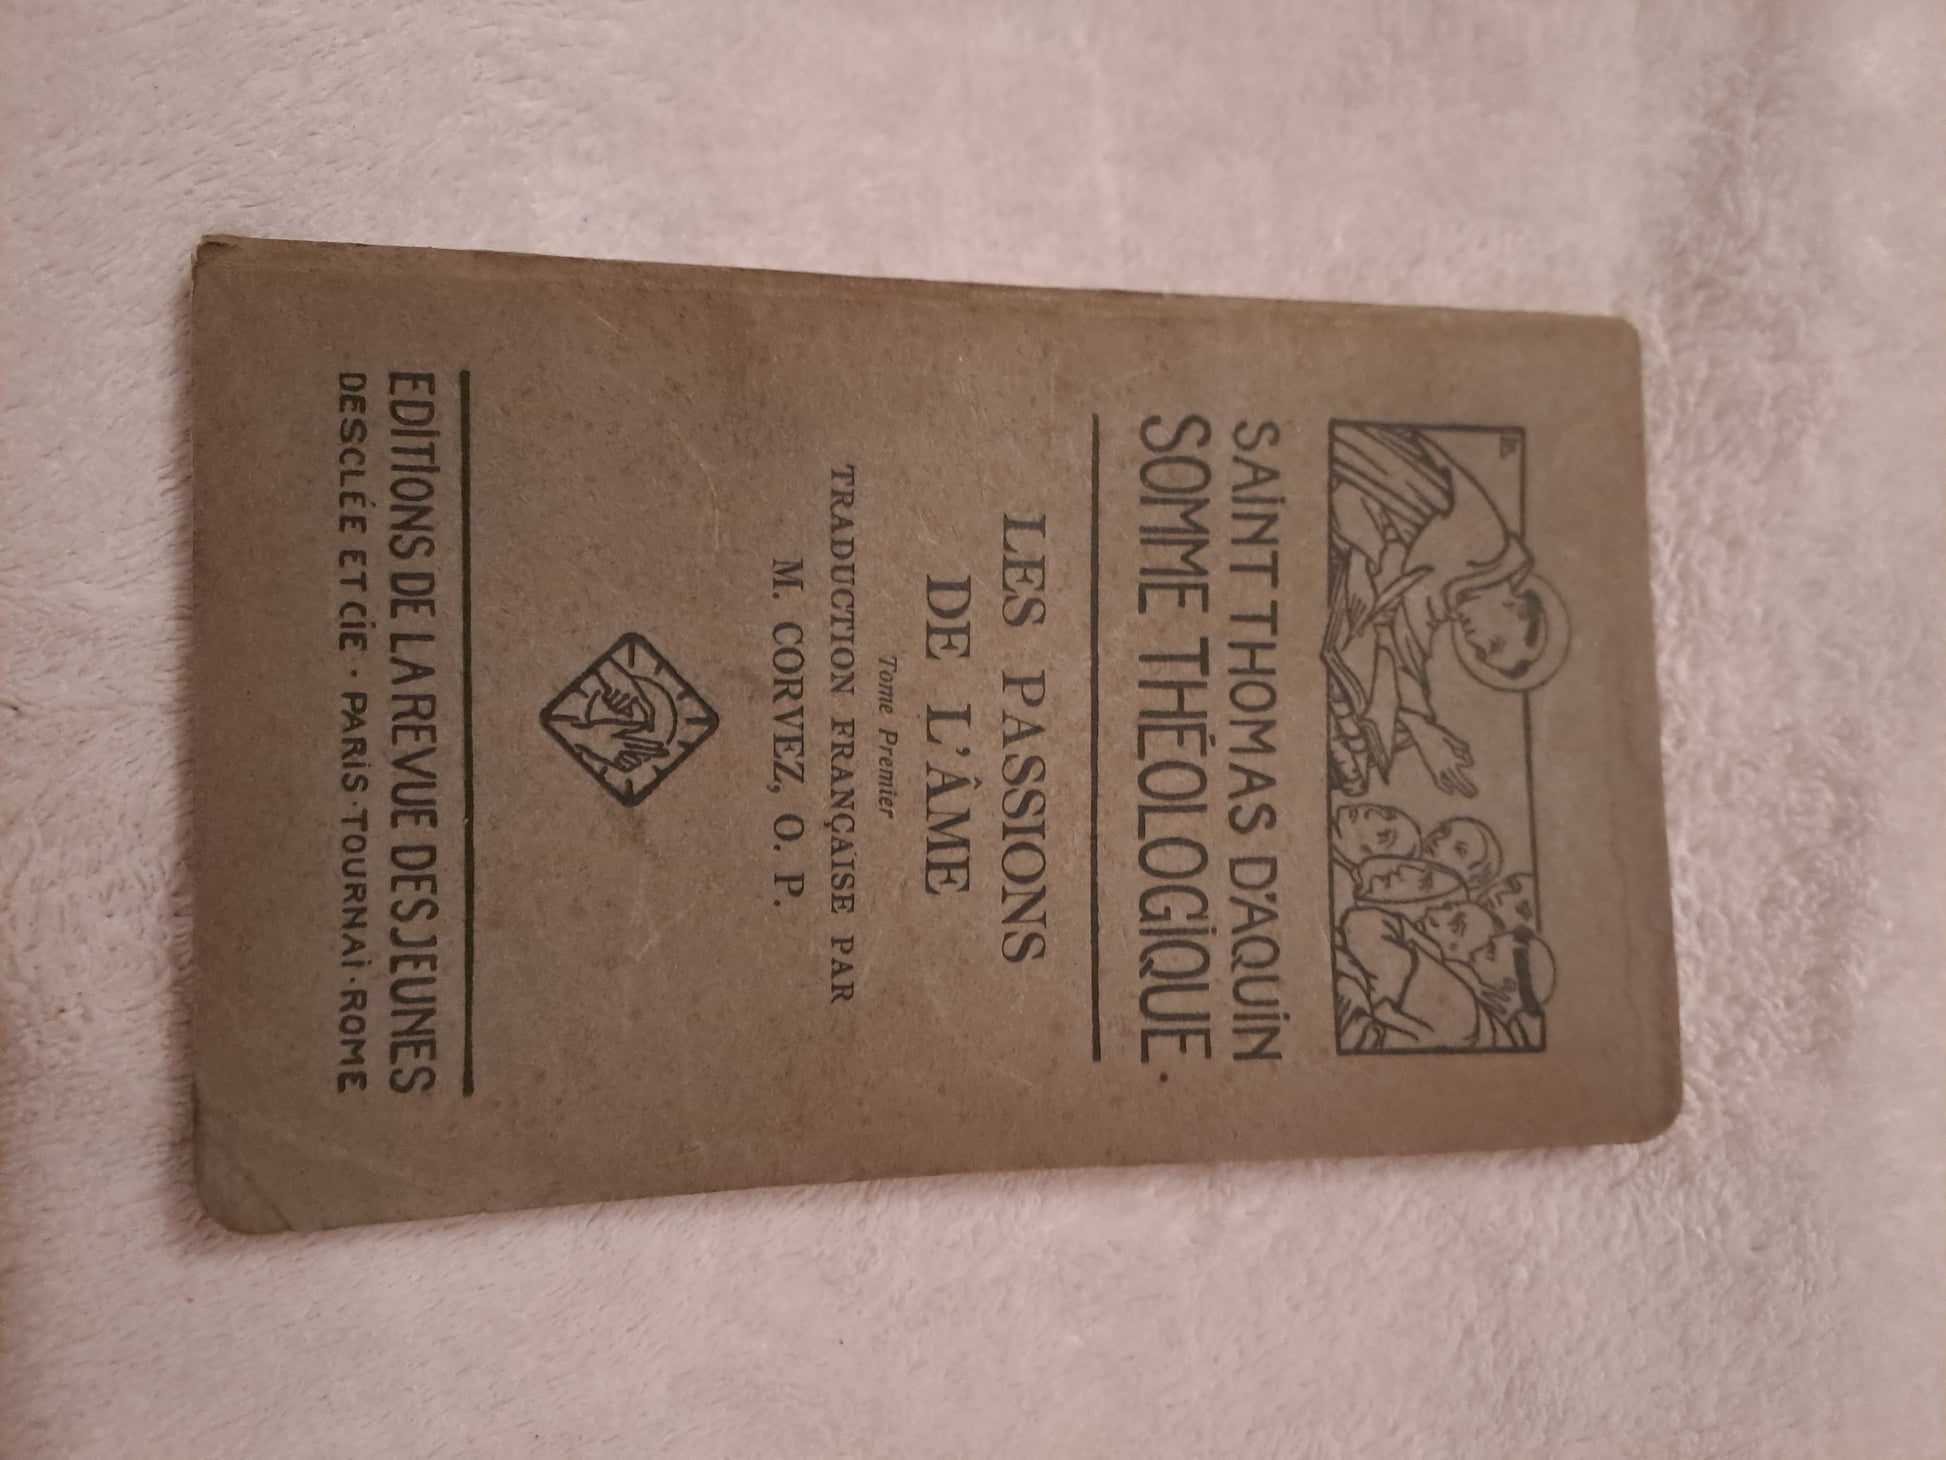 SAINT THOMAS D'AQUIN
SOMME THÉOLOGIQUE.
LES PASSIONS
DE L'ÂME
Tome Premier
TRADUCTION FRANÇAISE PAR
M. CORVEZ, O. P.
EDITIONS DE LA REVUE DES JEUNES
DESCLÉE ET CIE · PARIS · TOURNAI · ROME